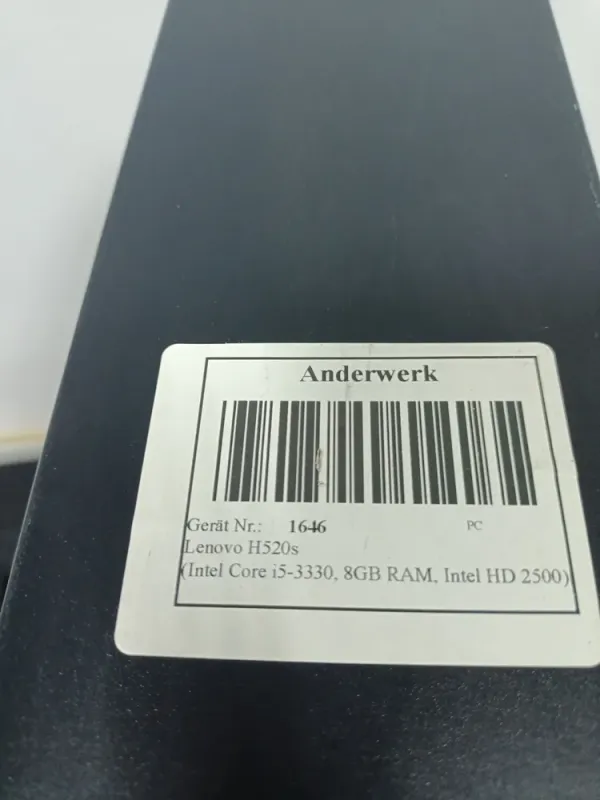 Anderwerk
Gerät Nr.: 1646 PC
Lenovo H520s
(Intel Core i5-3330, 8GB RAM, Intel HD 2500)